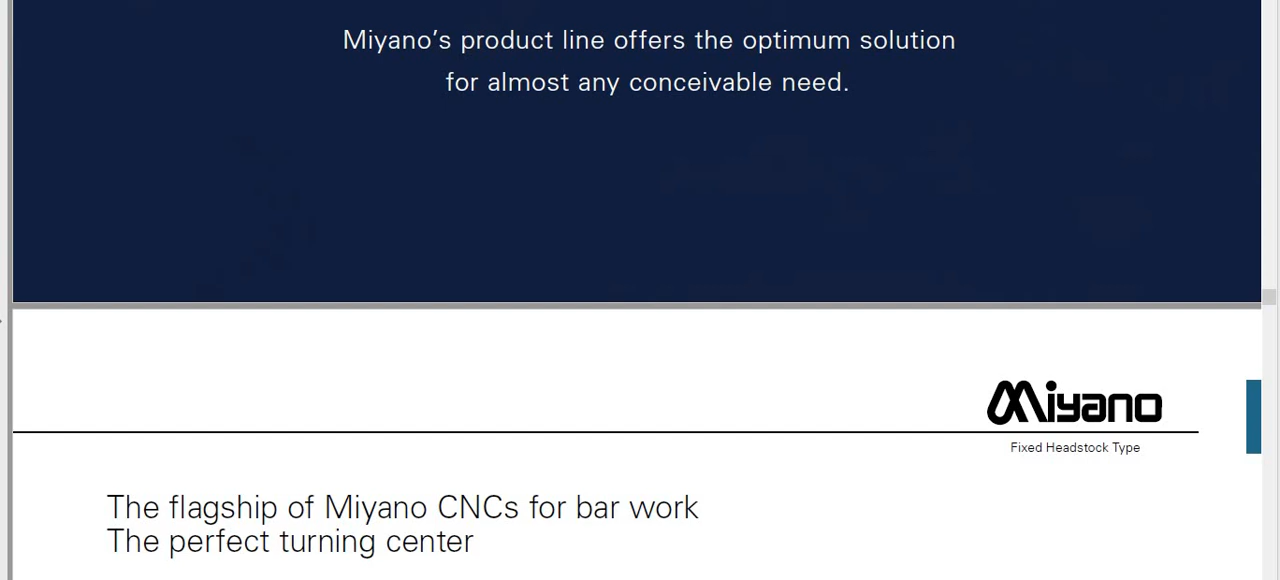 Miyano’s product line offers the optimum solution
for almost any conceivable need.
Miyano
Fixed Headstock Type
The flagship of Miyano CNCs for bar work
The perfect turning center